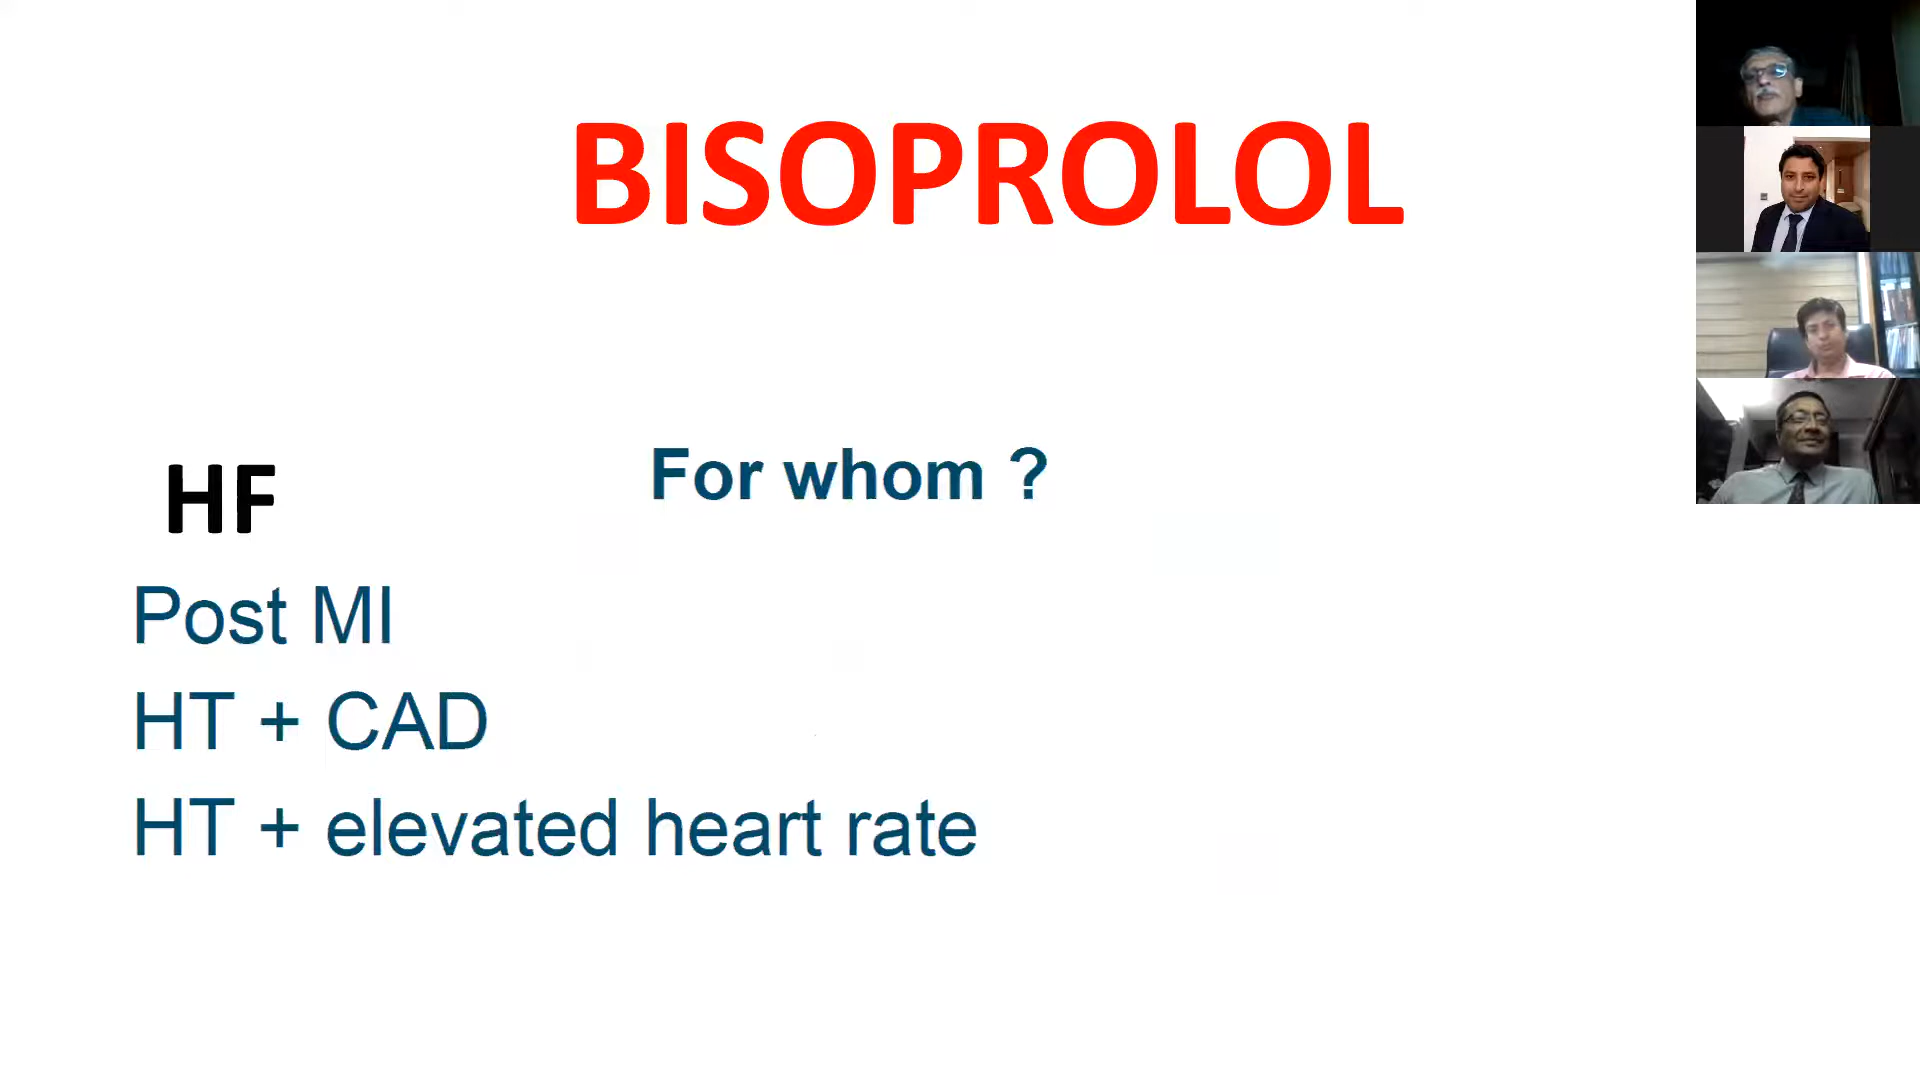 BISOPROLOL
For whom ?
HF
Post MI
HT + CAD
HT + elevated heart rate